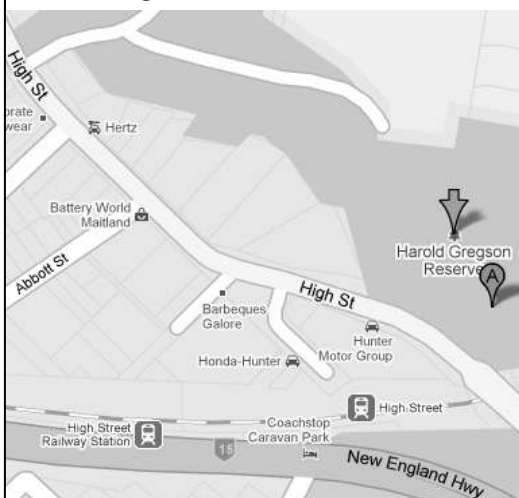 High St
orate
wear
Hertz
Battery World
Maitland
Harold Gregson
Reserve
A
Abbott St
High St
Barbeques
Galore
Hunter
Motor Group
Honda-Hunter
High Street
High Street
Railway Station
Coachstop
Caravan Park
15
New England Hwy